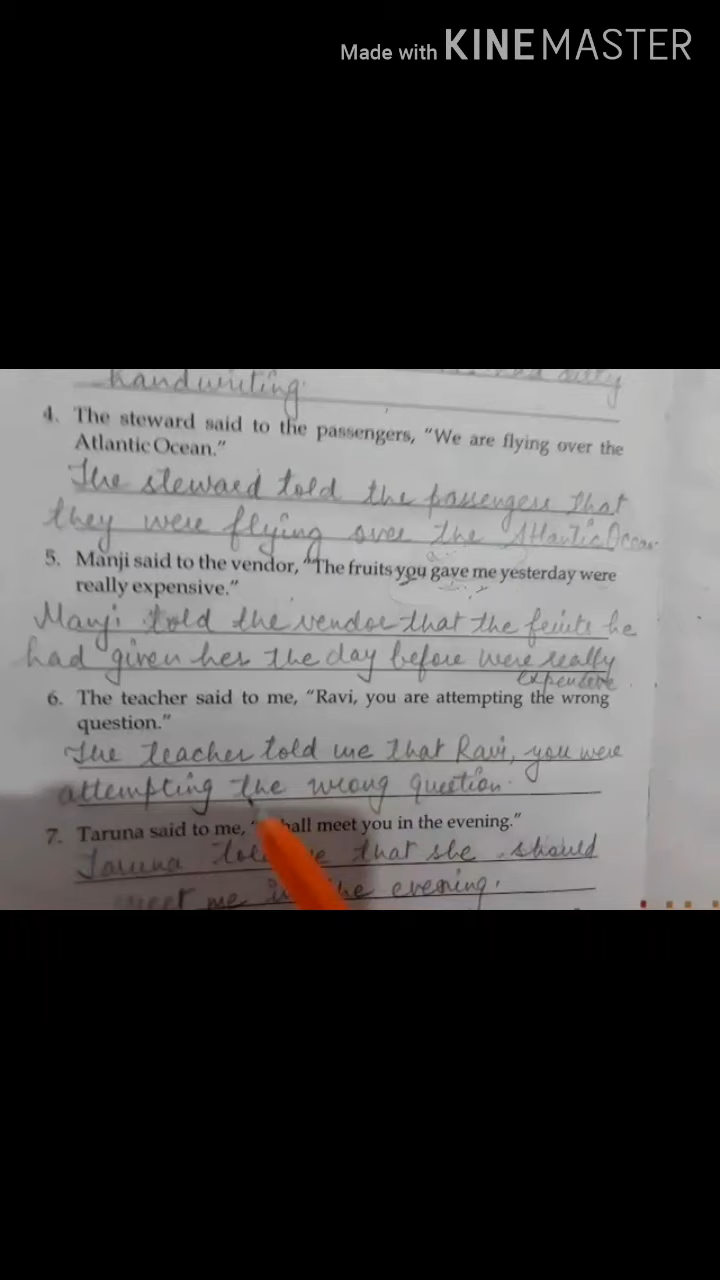 Made with KINEMASTER
handwriting.
4. The steward said to the passengers, "We are flying over the
Atlantic Ocean."
The steward told the passengers that
they were flying over the Atlantic Ocean
5. Manji said to the vendor, "The fruits you gave me yesterday were
really expensive."
Manji told the vendor that the fruits he
had given her the day before were really
expensive
6. The teacher said to me, "Ravi, you are attempting the wrong
question."
The teacher told me that Ravi, you were
attempting the wrong question.
7. Taruna said to me, " meet you in the evening."
Taruna that she should
meet me the evening.